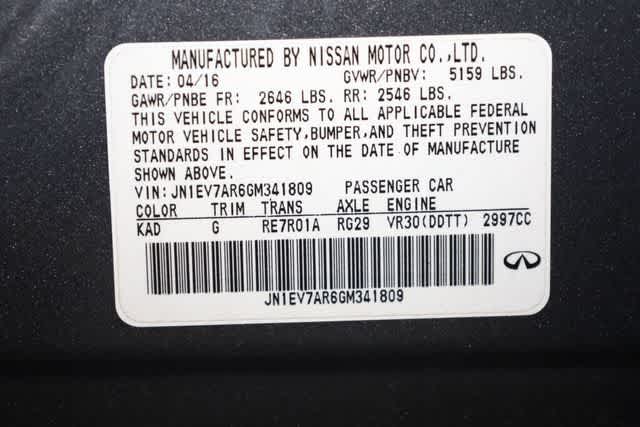 MANUFACTURED BY NISSAN MOTOR CO.,LTD.
DATE: 04/16 GVWR/PNBV: 5159 LBS.
GAWR/PNBE FR: 2646 LBS. RR: 2546 LBS.
THIS VEHICLE CONFORMS TO ALL APPLICABLE FEDERAL
MOTOR VEHICLE SAFETY,BUMPER,AND THEFT PREVENTION
STANDARDS IN EFFECT ON THE DATE OF MANUFACTURE
SHOWN ABOVE.
VIN: JN1EV7AR6GM341809 PASSENGER CAR
COLOR TRIM TRANS AXLE ENGINE
KAD G RE7R01A RG29 VR30(DDTT) 2997CC
JN1EV7AR6GM341809